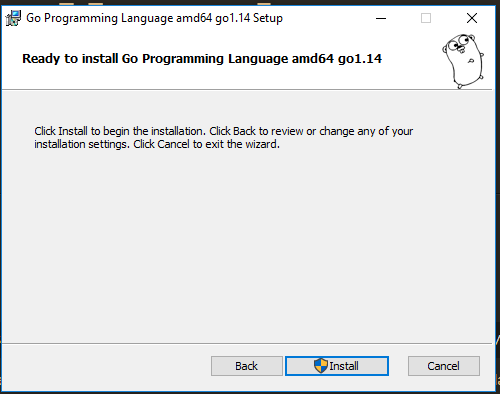 Go Programming Language amd64 go1.14 Setup
Ready to install Go Programming Language amd64 go1.14
Click Install to begin the installation. Click Back to review or change any of your
installation settings. Click Cancel to exit the wizard.
Back
Install
Cancel